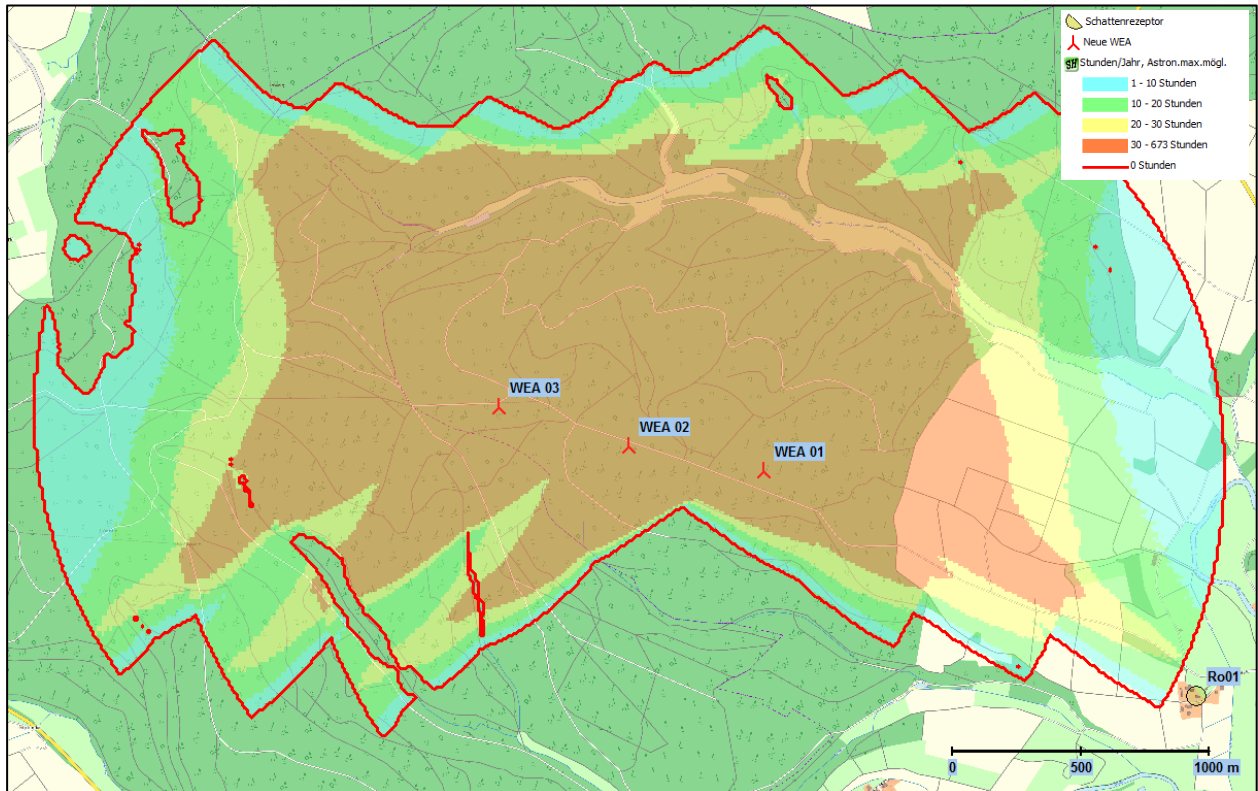 Schattenrezeptor
Neue WEA
Stunden/Jahr, Astron.max.mögl.
1 - 10 Stunden
10 - 20 Stunden
20 - 30 Stunden
30 - 673 Stunden
0 Stunden
WEA 03
WEA 02
WEA 01
Ro01
0 500 1000 m